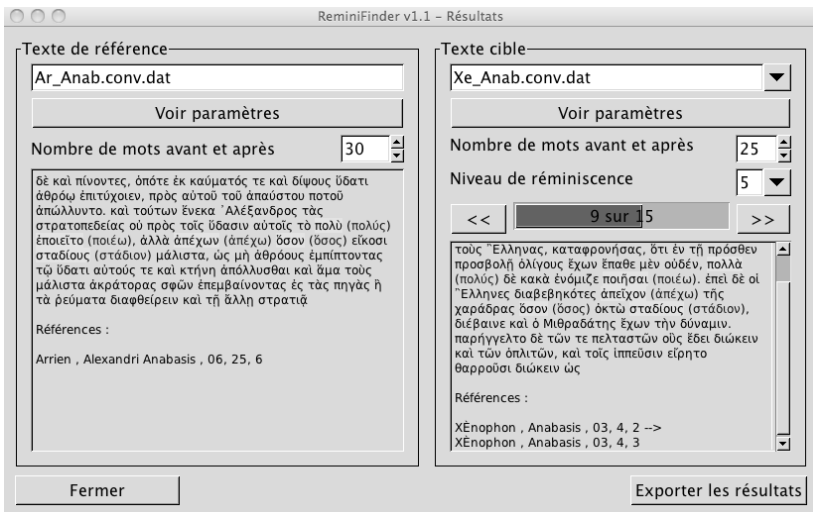 ReminiFinder v1.1 – Résultats
Texte de référence
Ar_Anab.conv.dat
Voir paramètres
Nombre de mots avant et après 30
δὲ καὶ πίνοντες, ὁπότε ἐκ καύματός τε καὶ δίψους ὕδατι
ἀθρόῳ ἐπιτύχοιεν, πρὸς αὐτοῦ τοῦ ἀπαύστου ποτοῦ
ἀπώλλυντο. καὶ τούτων ἕνεκα ᾿Αλέξανδρος τὰς
στρατοπεδείας οὐ πρὸς τοῖς ὕδασιν αὐτοῖς τὸ πολὺ (πολύς)
ἐποιεῖτο (ποιέω), ἀλλὰ ἀπέχων (ἀπέχω) ὅσον (ὅσος) εἴκοσι
σταδίους (στάδιον) μάλιστα, ὡς μὴ ἀθρόους ἐμπίπτοντας
τῷ ὕδατι αὐτούς τε καὶ κτήνη ἀπόλλυσθαι καὶ ἅμα τοὺς
μάλιστα ἀκράτορας σφῶν ἐπεμβαίνοντας ἐς τὰς πηγὰς ἢ
τὰ ῥεύματα διαφθείρειν καὶ τῇ ἄλλῃ στρατιᾷ
Références :
Arrien , Alexandri Anabasis , 06, 25, 6
Fermer
Texte cible
Xe_Anab.conv.dat
Voir paramètres
Nombre de mots avant et après 25
Niveau de réminiscence 5
<< 9 sur 15 >>
τοὺς ῞Ελληνας, καταφρονήσας, ὅτι ἐν τῇ πρόσθεν
προσβολῇ ὀλίγους ἔχων ἔπαθε μὲν οὐδέν, πολλὰ
(πολύς) δὲ κακὰ ἐνόμιζε ποιῆσαι (ποιέω). ἐπεὶ δὲ οἱ
῞Ελληνες διαβεβηκότες ἀπεῖχον (ἀπέχω) τῆς
χαράδρας ὅσον (ὅσος) ὀκτὼ σταδίους (στάδιον),
διέβαινε καὶ ὁ Μιθραδάτης ἔχων τὴν δύναμιν.
παρήγγελτο δὲ τῶν τε πελταστῶν οὓς ἔδει διώκειν
καὶ τῶν ὁπλιτῶν, καὶ τοῖς ἱππεῦσιν εἴρητο
θαρροῦσι διώκειν ὡς
Références :
XÈnophon , Anabasis , 03, 4, 2 -->
XÈnophon , Anabasis , 03, 4, 3
Exporter les résultats